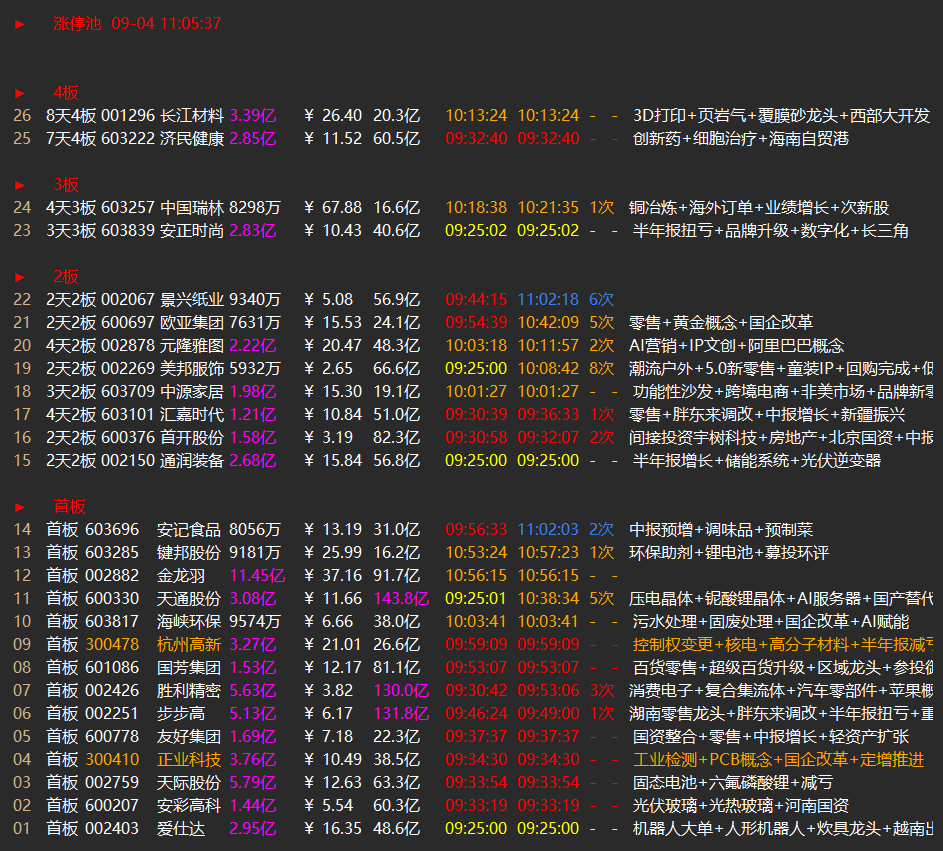 ► 涨停池 09-04 11:05:37
► 4板
26 8天4板 001296 长江材料 3.39亿 ￥ 26.40 20.3亿 10:13:24 10:13:24 - - 3D打印+页岩气+覆膜砂龙头+西部大开发
25 7天4板 603222 济民健康 2.85亿 ￥ 11.52 60.5亿 09:32:40 09:32:40 - - 创新药+细胞治疗+海南自贸港
► 3板
24 4天3板 603257 中国瑞林 8298万 ￥ 67.88 16.6亿 10:18:38 10:21:35 1次 铜冶炼+海外订单+业绩增长+次新股
23 3天3板 603839 安正时尚 2.83亿 ￥ 10.43 40.6亿 09:25:02 09:25:02 - - 半年报扭亏+品牌升级+数字化+长三角
► 2板
22 2天2板 002067 景兴纸业 9340万 ￥ 5.08 56.9亿 09:44:15 11:02:18 6次
21 2天2板 600697 欧亚集团 7631万 ￥ 15.53 24.1亿 09:54:39 10:42:09 5次 零售+黄金概念+国企改革
20 4天2板 002878 元隆雅图 2.22亿 ￥ 20.47 48.3亿 10:03:18 10:11:57 2次 AI营销+IP文创+阿里巴巴概念
19 2天2板 002269 美邦服饰 5932万 ￥ 2.65 66.6亿 09:25:00 10:08:42 8次 潮流户外+5.0新零售+童装IP+回购完成+
18 3天2板 603709 中源家居 1.98亿 ￥ 15.30 19.1亿 10:01:27 10:01:27 - - 功能性沙发+跨境电商+非美市场+品牌新零
17 4天2板 603101 汇嘉时代 1.21亿 ￥ 10.84 51.0亿 09:30:39 09:36:33 1次 零售+胖东来调改+中报增长+新疆振兴
16 2天2板 600376 首开股份 1.58亿 ￥ 3.19 82.3亿 09:30:58 09:32:07 2次 间接投资宇树科技+房地产+北京国资+中报
15 2天2板 002150 通润装备 2.68亿 ￥ 15.84 56.8亿 09:25:00 09:25:00 - - 半年报增长+储能系统+光伏逆变器
► 首板
14 首板 603696 安记食品 8056万 ￥ 13.19 31.0亿 09:56:33 11:02:03 2次 中报预增+调味品+预制菜
13 首板 603285 键邦股份 9181万 ￥ 25.99 16.2亿 10:53:24 10:57:23 1次 环保助剂+锂电池+募投环评
12 首板 002882 金龙羽 11.45亿 ￥ 37.16 91.7亿 10:56:15 10:56:15 - -
11 首板 600330 天通股份 3.08亿 ￥ 11.66 143.8亿 09:25:01 10:38:34 5次 压电晶体+铌酸锂晶体+AI服务器+国产替代
10 首板 603817 海峡环保 9574万 ￥ 6.66 38.0亿 10:03:41 10:03:41 - - 污水处理+固废处理+国企改革+AI赋能
09 首板 300478 杭州高新 3.27亿 ￥ 21.01 26.6亿 09:59:09 09:59:09 - - 控制权变更+核电+高分子材料+半年报减亏
08 首板 601086 国芳集团 1.53亿 ￥ 12.17 81.1亿 09:53:07 09:53:07 - - 百货零售+超级百货升级+区域龙头+参投
07 首板 002426 胜利精密 5.63亿 ￥ 3.82 130.0亿 09:30:42 09:53:06 3次 消费电子+复合集流体+汽车零部件+苹果概
06 首板 002251 步步高 5.13亿 ￥ 6.17 131.8亿 09:46:24 09:49:00 1次 湖南零售龙头+胖东来调改+半年报扭亏+重
05 首板 600778 友好集团 1.69亿 ￥ 7.18 22.3亿 09:37:37 09:37:37 - - 国资整合+零售+中报增长+轻资产扩张
04 首板 300410 正业科技 3.76亿 ￥ 10.49 38.5亿 09:34:30 09:34:30 - - 工业检测+PCB概念+国企改革+定增推进
03 首板 002759 天际股份 5.79亿 ￥ 12.63 63.3亿 09:33:54 09:33:54 - - 固态电池+六氟磷酸锂+减亏
02 首板 600207 安彩高科 1.44亿 ￥ 5.54 60.3亿 09:33:19 09:33:19 - - 光伏玻璃+光热玻璃+河南国资
01 首板 002403 爱仕达 2.95亿 ￥ 16.35 48.6亿 09:25:00 09:25:00 - - 机器人大单+人形机器人+炊具龙头+越南出